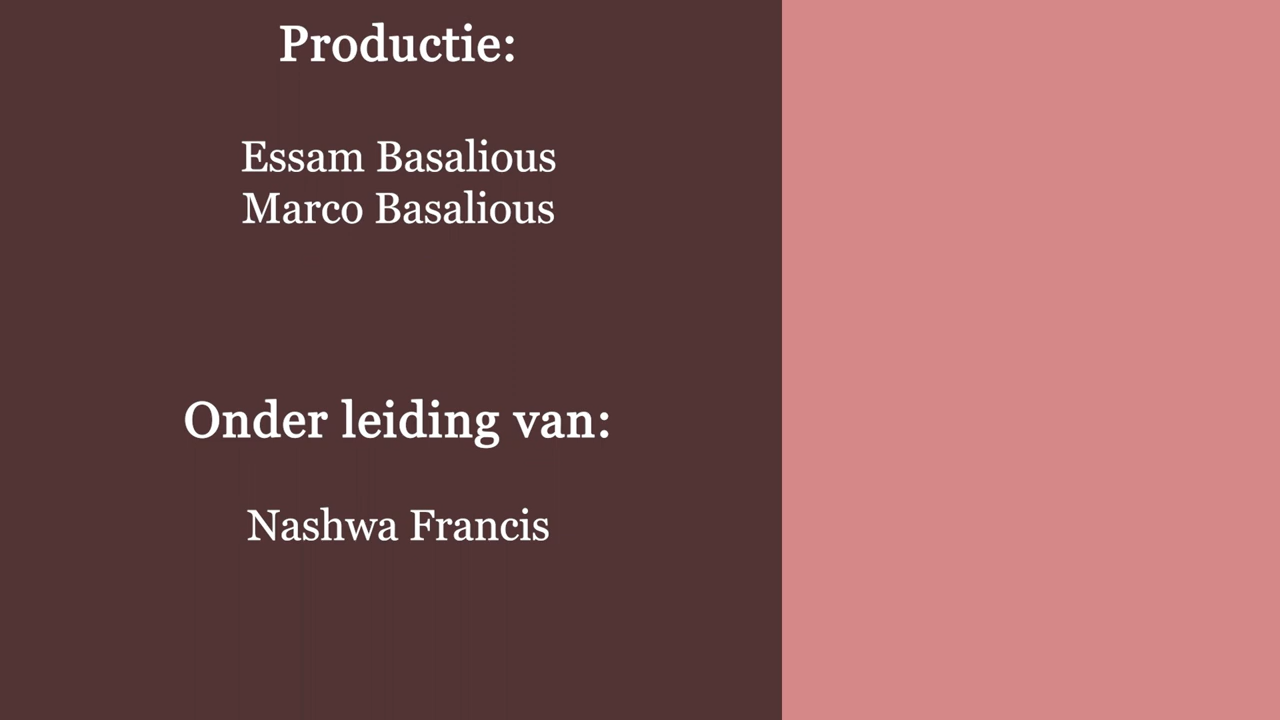 Productie:
Essam Basalious
Marco Basalious
Onder leiding van:
Nashwa Francis